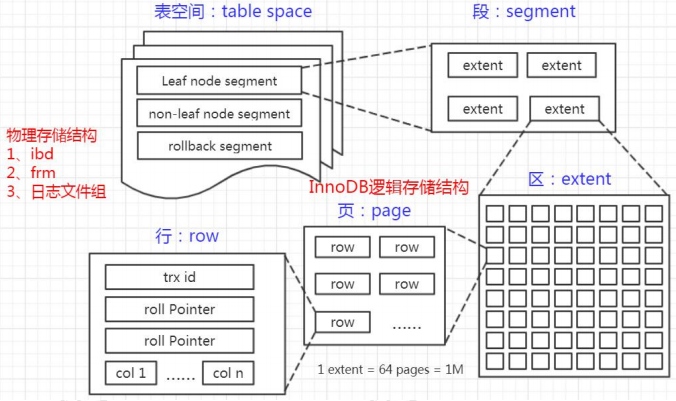 表空间：table space
段：segment
Leaf node segment
non-leaf node segment
rollback segment
extent
extent
extent
extent
物理存储结构
1、ibd
2、frm
3、日志文件组
InnoDB逻辑存储结构
区：extent
页：page
row
row
row
row
row
......
1 extent = 64 pages = 1M
行：row
trx id
roll Pointer
roll Pointer
col 1
......
col n